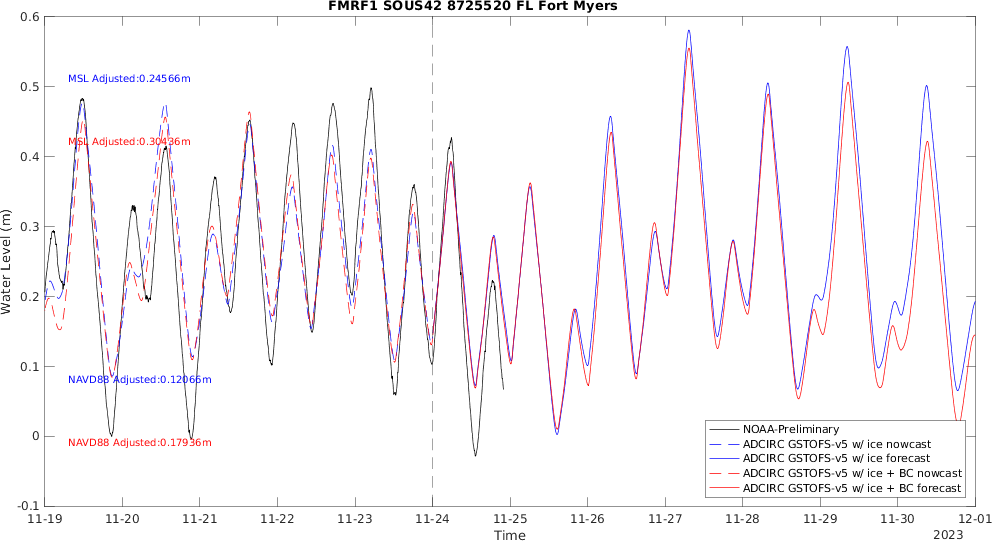 FMRF1 SOUS42 8725520 FL Fort Myers
0.6
0.5
0.4
0.3
0.2
0.1
0
-0.1
Water Level (m)
MSL Adjusted:0.24566m
MSL Adjusted:0.30436m
NAVD88 Adjusted:0.12066m
NAVD88 Adjusted:0.17936m
NOAA-Preliminary
ADCIRC GSTOFS-v5 w/ ice nowcast
ADCIRC GSTOFS-v5 w/ ice forecast
ADCIRC GSTOFS-v5 w/ ice + BC nowcast
ADCIRC GSTOFS-v5 w/ ice + BC forecast
11-19 11-20 11-21 11-22 11-23 11-24 11-25 11-26 11-27 11-28 11-29 11-30 12-01
Time
2023